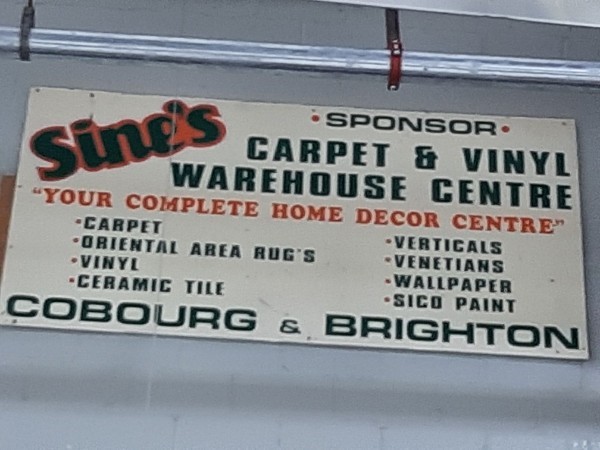 •SPONSOR•
Sine's
CARPET & VINYL
WAREHOUSE CENTRE
"YOUR COMPLETE HOME DECOR CENTRE"
•CARPET
•ORIENTAL AREA RUG'S
•VINYL
•CERAMIC TILE
•VERTICALS
•VENETIANS
•WALLPAPER
•SICO PAINT
COBOURG & BRIGHTON